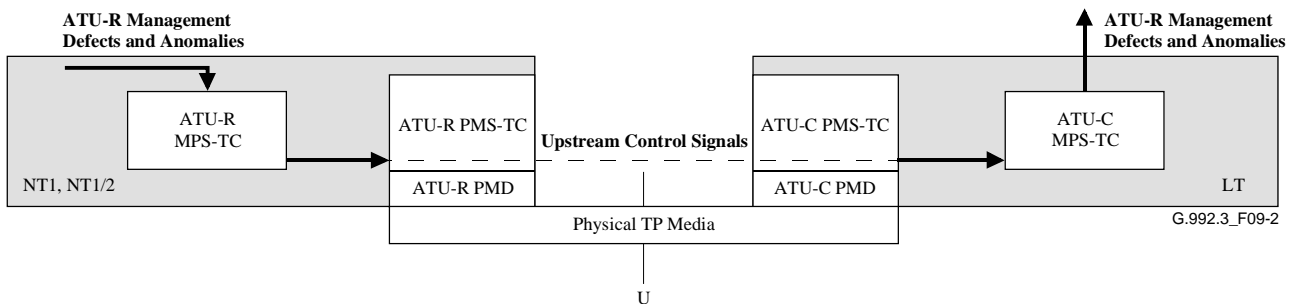 ATU-R Management
Defects and Anomalies
ATU-R Management
Defects and Anomalies
ATU-R
MPS-TC
ATU-R PMS-TC
Upstream Control Signals
ATU-C PMS-TC
ATU-C
MPS-TC
NT1, NT1/2
ATU-R PMD
ATU-C PMD
LT
Physical TP Media
G.992.3_F09-2
U